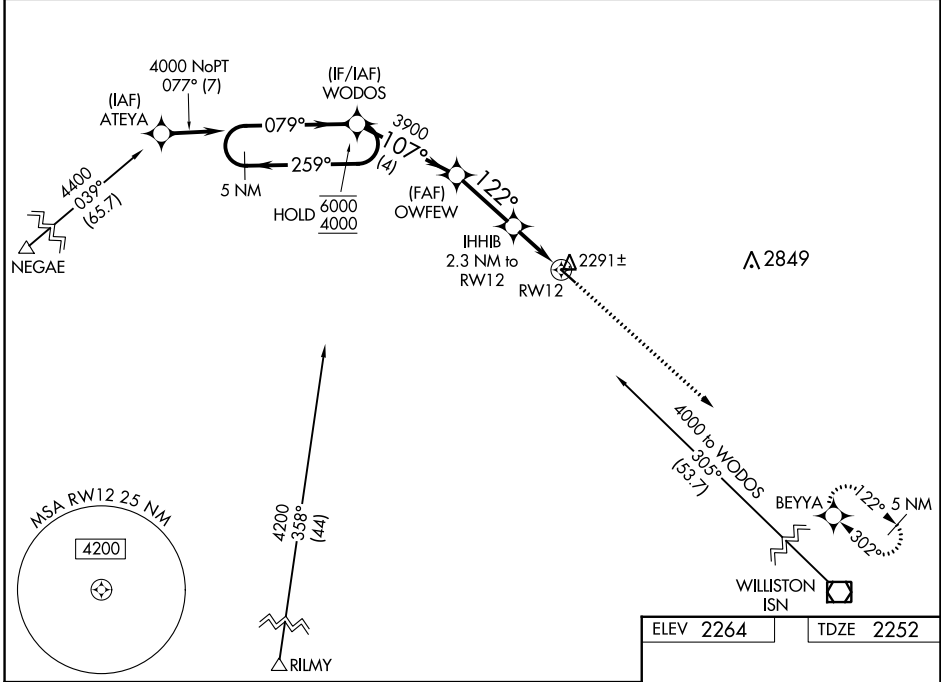 4000 NoPT
077° (7)
(IAF)
ATEYA
(IF/IAF)
WODOS
079°
259°
5 NM
HOLD
6000
4000
3900
107°
(4)
(FAF)
OWFEW
122°
IHHIB
2.3 NM to
RW12
RW12
2291±
2849
4400
039°
(65.7)
NEGAE
4200
358°
(44)
RILMY
4000 to WODOS
305°
(53.7)
BEYYA
122°
5 NM
302°
WILLISTON
ISN
MSA RW12 25 NM
4200
ELEV 2264
TDZE 2252